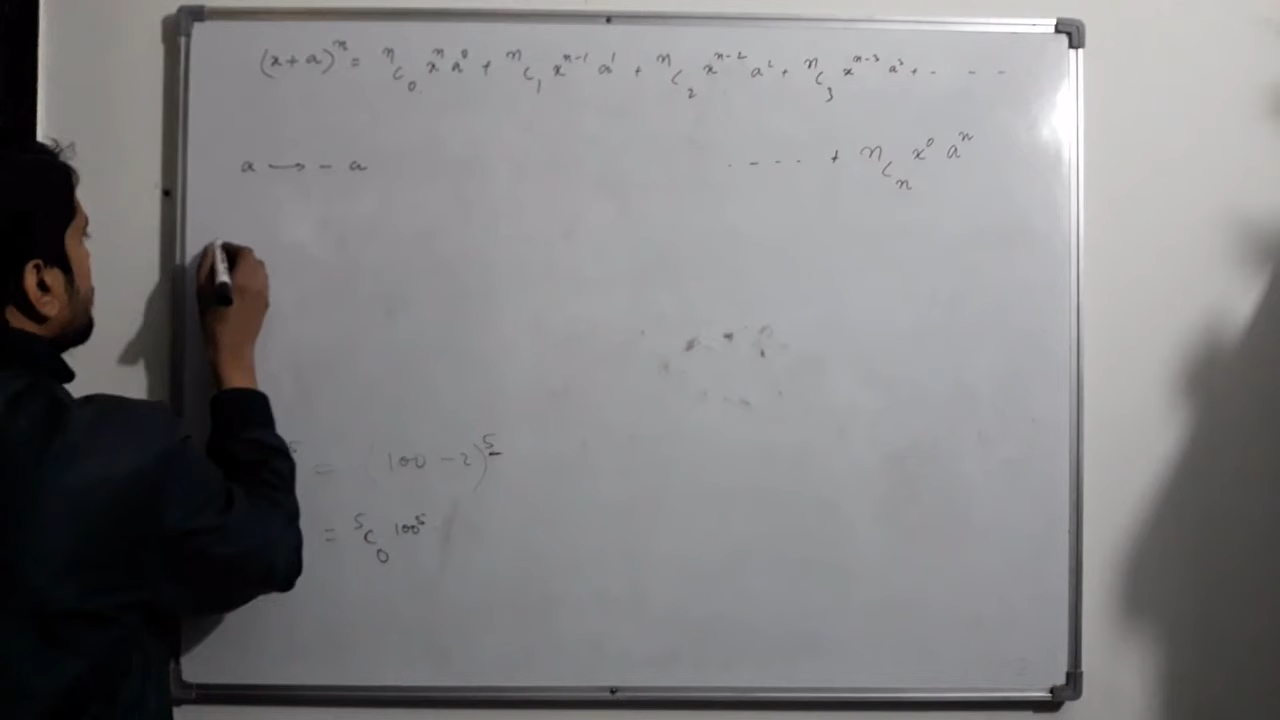 (x+a)ⁿ = ⁿC₀ xⁿ a⁰ + ⁿC₁ xⁿ⁻¹ a¹ + ⁿC₂ xⁿ⁻² a² + ⁿC₃ xⁿ⁻³ a³ + - - -
. - - - . + ⁿCₙ x⁰ aⁿ
a → - a
⁵ = (100 - 2)⁵
= ⁵C₀ 100⁵